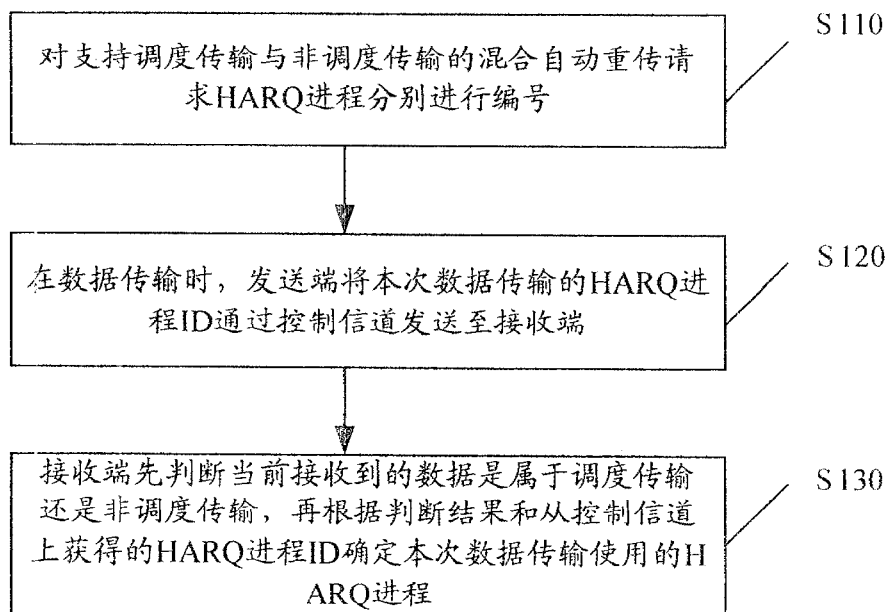 S110
对支持调度传输与非调度传输的混合自动重传请
求HARQ进程分别进行编号
S120
在数据传输时，发送端将本次数据传输的HARQ进
程ID通过控制信道发送至接收端
S130
接收端先判断当前接收到的数据是属于调度传输
还是非调度传输，再根据判断结果和从控制信道
上获得的HARQ进程ID确定本次数据传输使用的H
ARQ进程